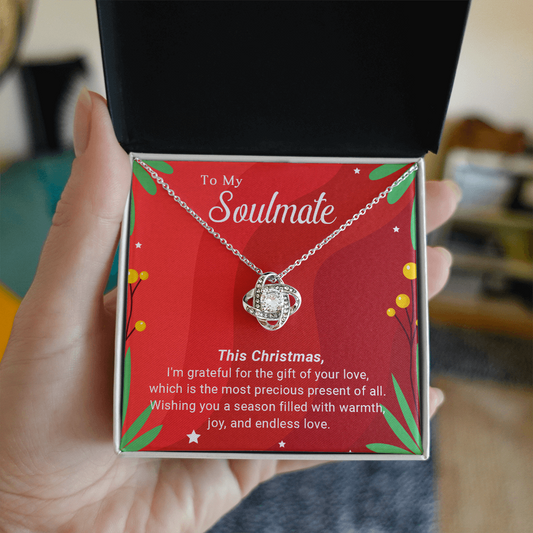 To My
Soulmate
This Christmas,
I'm grateful for the gift of your love,
which is the most precious present of all.
Wishing you a season filled with warmth,
joy, and endless love.